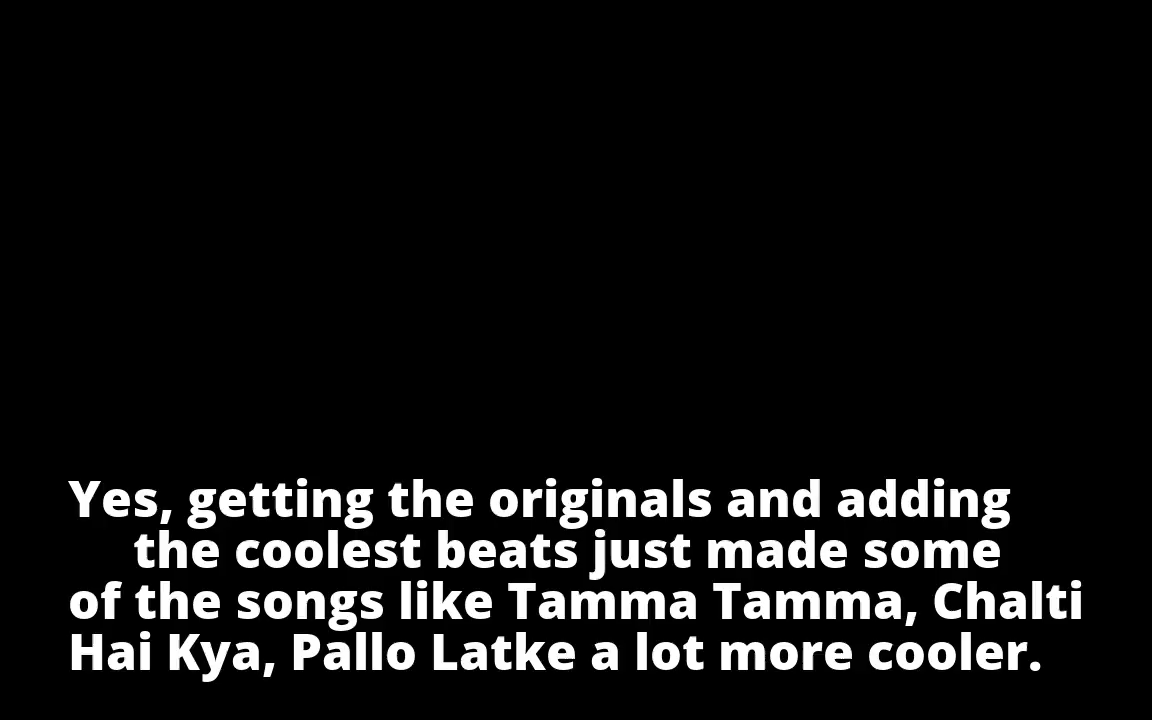 Yes, getting the originals and adding
the coolest beats just made some
of the songs like Tamma Tamma, Chalti
Hai Kya, Pallo Latke a lot more cooler.